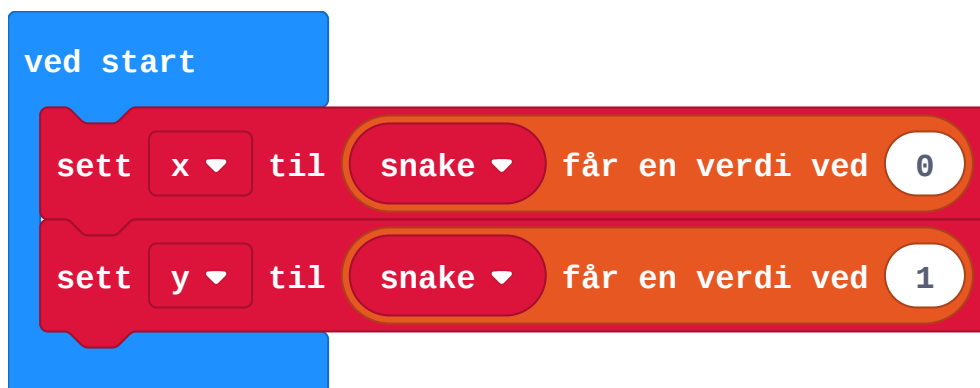 ved start
sett x til snake får en verdi ved 0
sett y til snake får en verdi ved 1